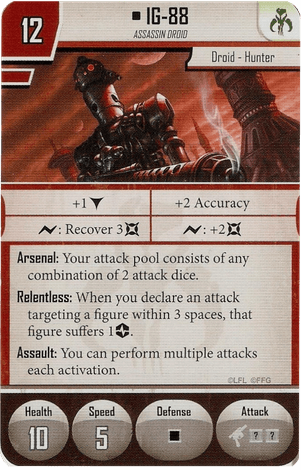 12
IG-88
ASSASSIN DROID
Droid - Hunter
+1
+2 Accuracy
: Recover 3
: +2
Arsenal: Your attack pool consists of any
combination of 2 attack dice.
Relentless: When you declare an attack
targeting a figure within 3 spaces, that
figure suffers 1.
Assault: You can perform multiple attacks
each activation.
©LFL ©FFG
Health Speed Defense Attack
10 5 ? ?